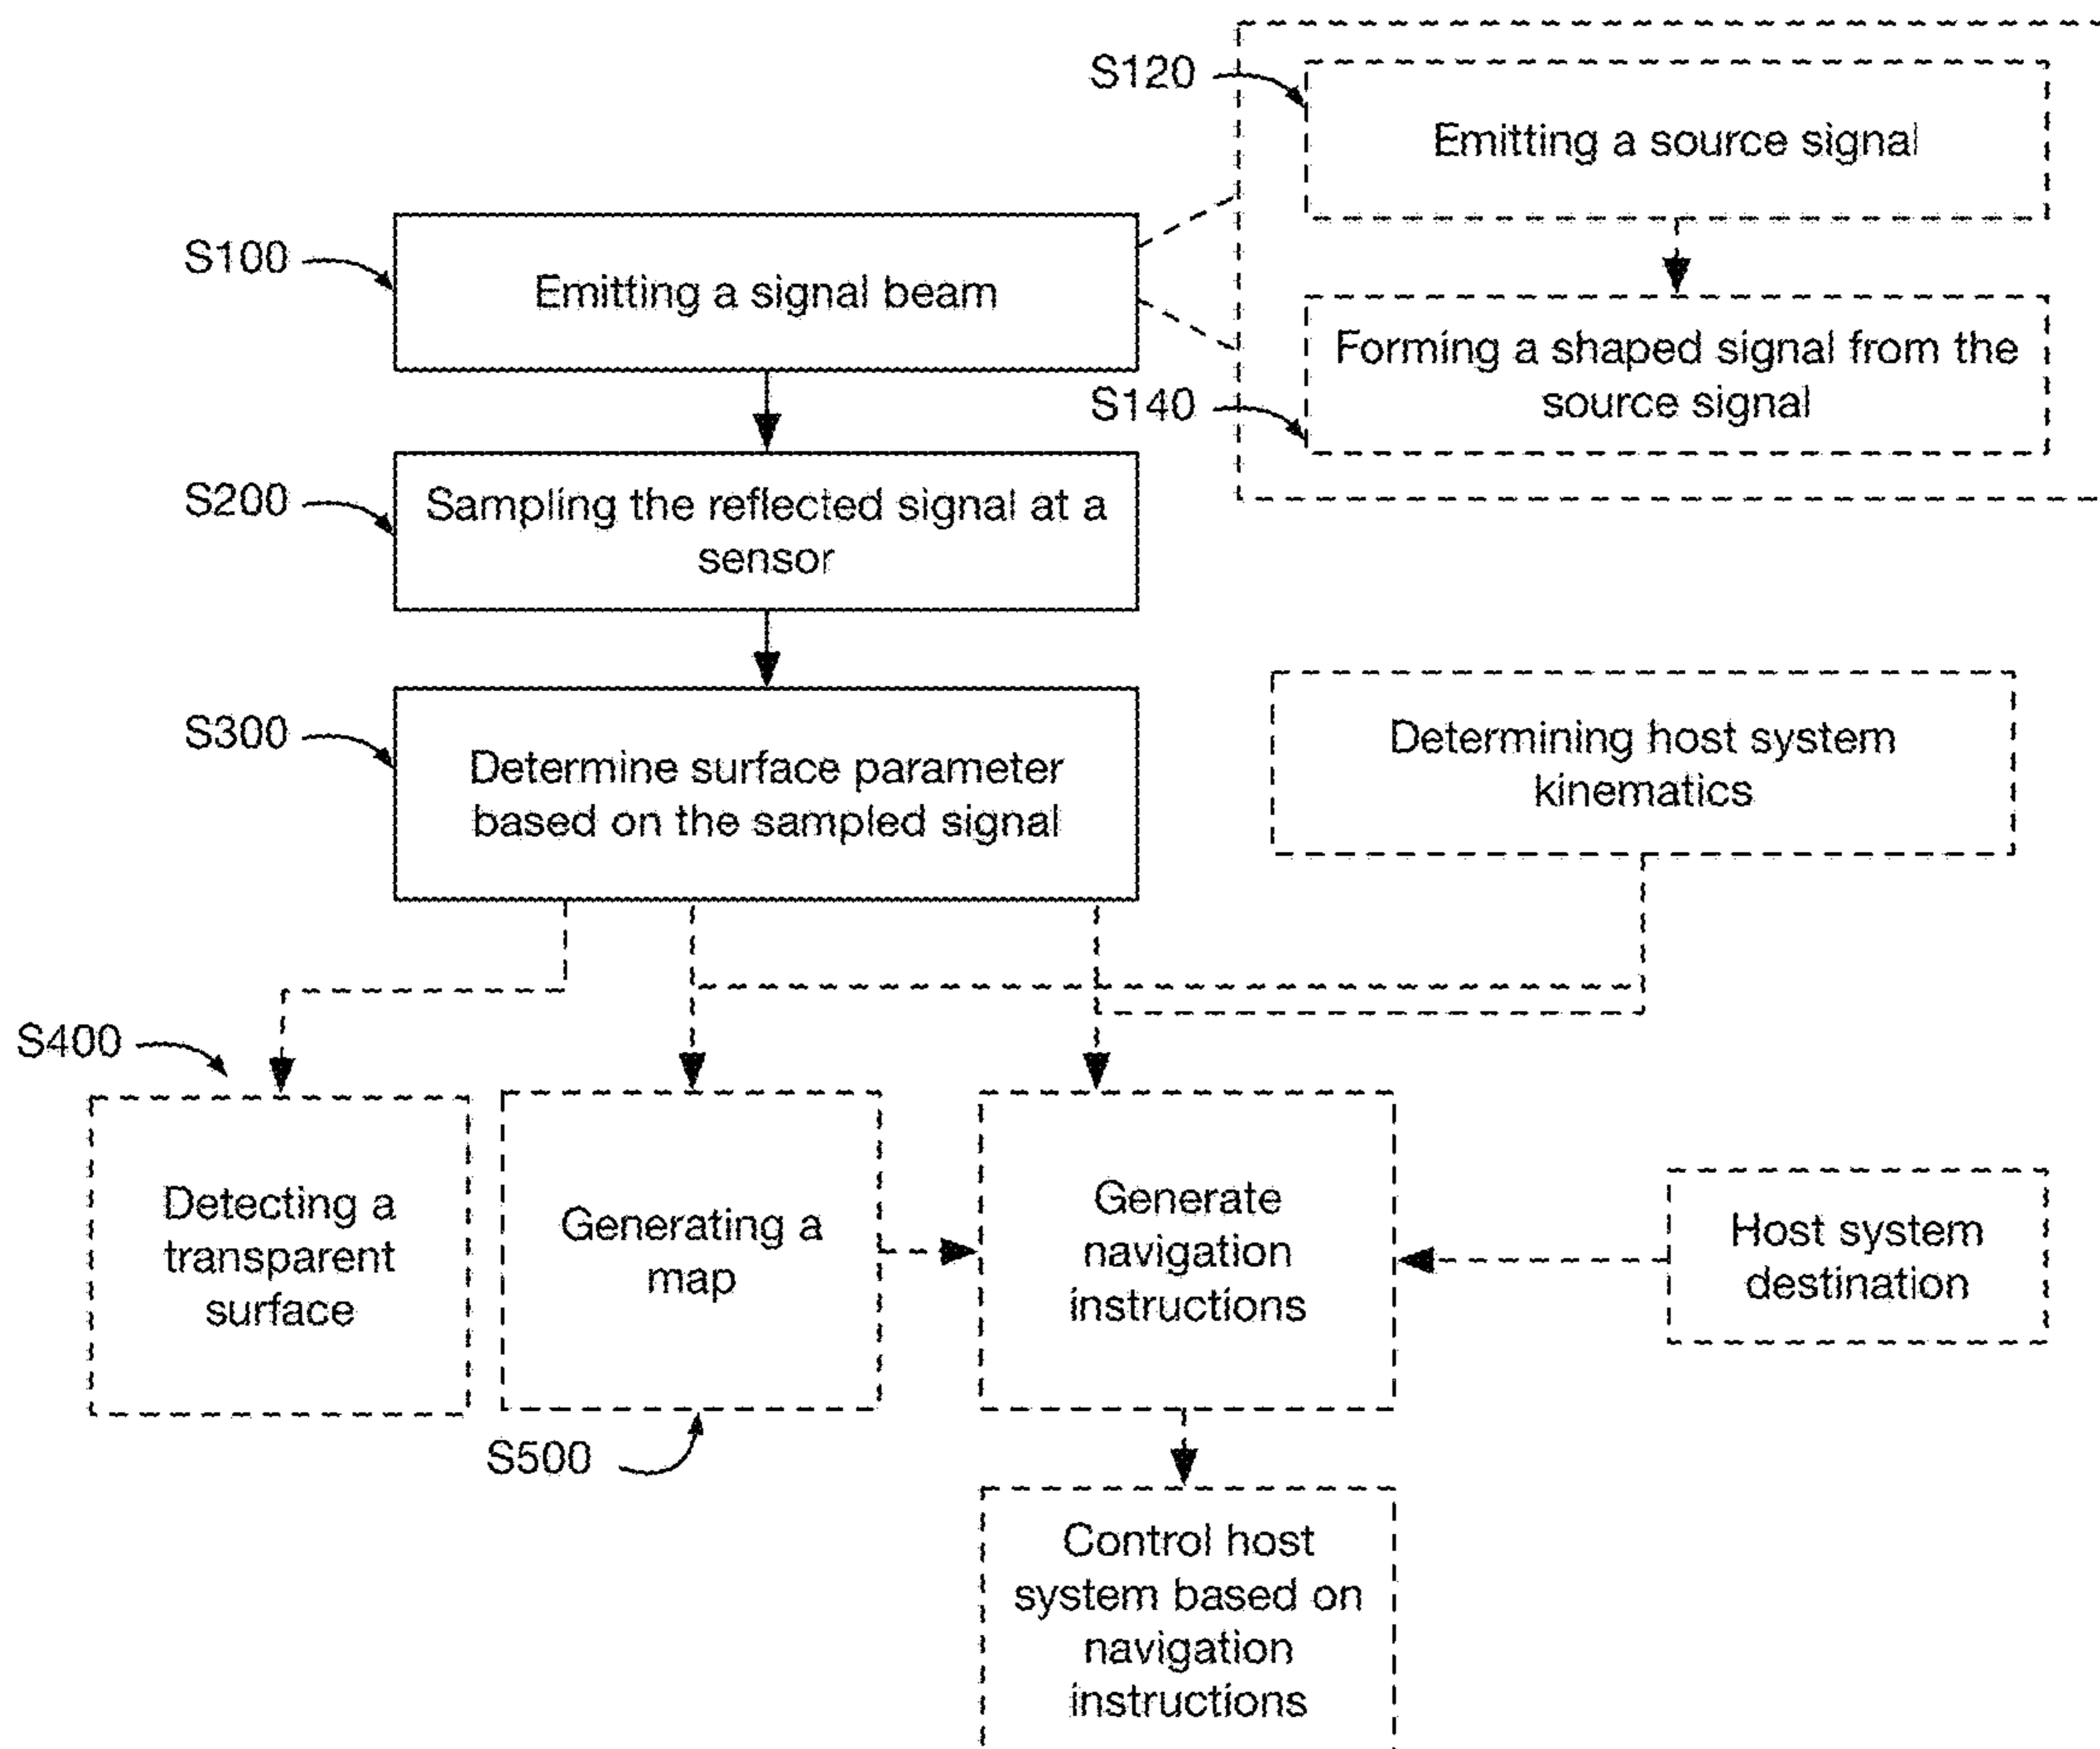 S120
Emitting a source signal
S100
Emitting a signal beam
Forming a shaped signal from the
source signal
S140
S200
Sampling the reflected signal at a
sensor
S300
Determine surface parameter
based on the sampled signal
Determining host system
kinematics
S400
Detecting a
transparent
surface
Generating a
map
Generate
navigation
instructions
Host system
destination
S500
Control host
system based on
navigation
instructions